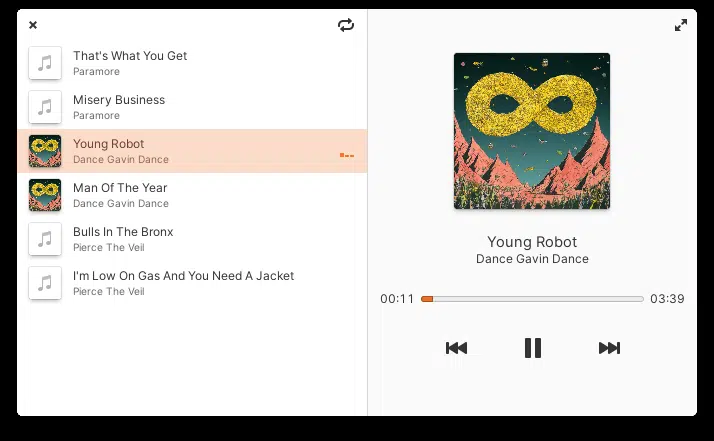 That's What You Get
Paramore
Misery Business
Paramore
Young Robot
Dance Gavin Dance
Man Of The Year
Dance Gavin Dance
Bulls In The Bronx
Pierce The Veil
I'm Low On Gas And You Need A Jacket
Pierce The Veil
Young Robot
Dance Gavin Dance
00:11 03:39